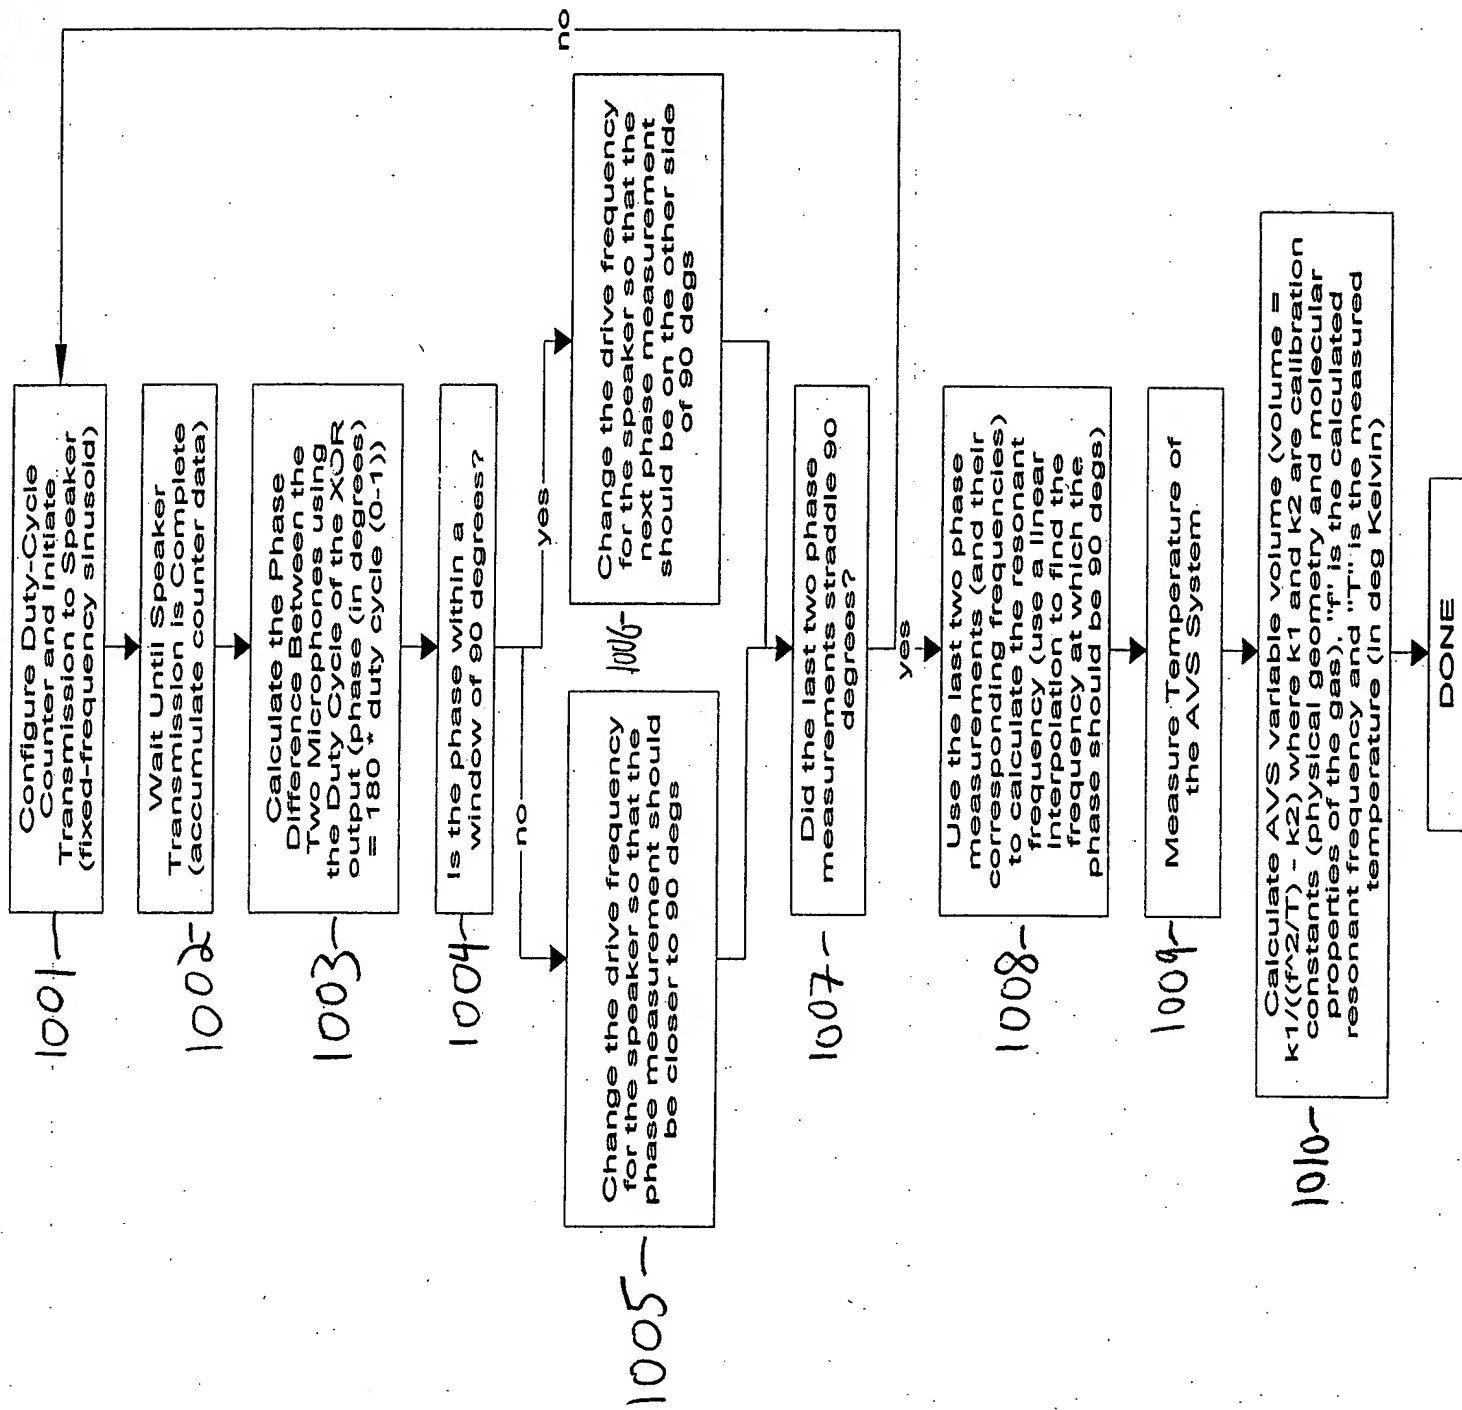 no
1001
Configure Duty-Cycle
Counter and Initiate
Transmission to Speaker
(fixed-frequency sinusoid)
1002
Wait Until Speaker
Transmission is Complete
(accumulate counter data)
1003
Calculate the Phase
Difference Between the
Two Microphones using
the Duty Cycle of the XOR
output (phase (in degrees)
= 180 * duty cycle (0-1))
1004
Is the phase within a
window of 90 degrees?
no
yes
1005
Change the drive frequency
for the speaker so that the
phase measurement should
be closer to 90 degs
1006
Change the drive frequency
for the speaker so that the
next phase measurement
should be on the other side
of 90 degs
1007
Did the last two phase
measurements straddle 90
degrees?
yes
1008
Use the last two phase
measurements (and their
corresponding frequencies)
to calculate the resonant
frequency (use a linear
interpolation to find the
frequency at which the
phase should be 90 degs)
1009
Measure Temperature of
the AVS System.
1010
Calculate AVS variable volume (volume =
k1/((f^2/T) - k2) where k1 and k2 are calibration
constants (physical geometry and molecular
properties of the gas). "f" is the calculated
resonant frequency and "T" is the measured
temperature (in deg Kelvin)
DONE